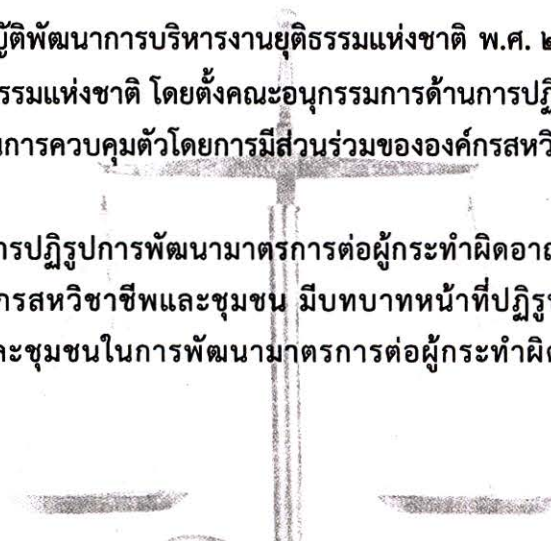 ญัติพัฒนาการบริหารงานยุติธรรมแห่งชาติ พ.ศ. ๒
รรมแห่งชาติ โดยตั้งคณะอนุกรรมการด้านการปฏิ
นการควบคุมตัวโดยการมีส่วนร่วมขององค์กรสหวิ
ารปฏิรูปการพัฒนามาตรการต่อผู้กระทำผิดอาญ
กรสหวิชาชีพและชุมชน มีบทบาทหน้าที่ปฏิรู
ละชุมชนในการพัฒนามาตรการต่อผู้กระทำผิด